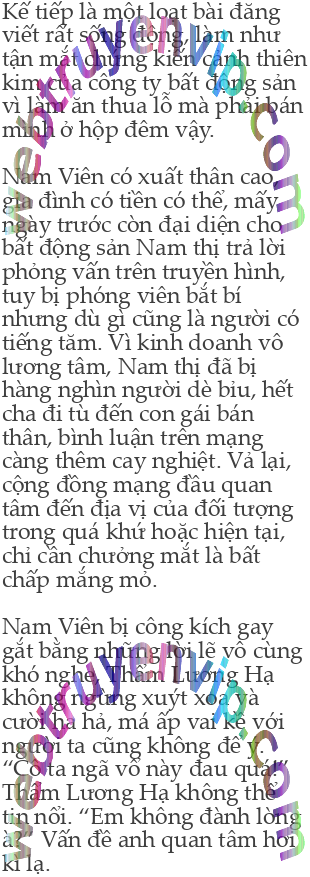 Kế tiếp là một loạt bài đăng
viết rất sống động, làm như
tận mắt chứng kiến cảnh thiên
kim của công ty bất động sản
vì làm ăn thua lỗ mà phải bán
mình ở hộp đêm vậy.
Nam Viên có xuất thân cao,
gia đình có tiền có thể, mấy
ngày trước còn đại diện cho
bất động sản Nam thị trả lời
phỏng vấn trên truyền hình,
tuy bị phóng viên bắt bí
nhưng dù gì cũng là người có
tiếng tăm. Vì kinh doanh vô
lương tâm, Nam thị đã bị
hàng nghìn người dè bỉu, hết
cha đi tù đến con gái bán
thân, bình luận trên mạng
càng thêm cay nghiệt. Vả lại,
cộng đồng mạng đâu quan
tâm đến địa vị của đối tượng
trong quá khứ hoặc hiện tại,
chỉ cần chướng mắt là bất
chấp mắng mỏ.
Nam Viên bị công kích gay
gắt bằng những lời lẽ vô cùng
khó nghe. Thẩm Lương Hạ
không ngừng xuýt xoa và
cười ha hả, má ấp vai kề với
người ta cũng không để ý.
“Cô ta ngã vố này đau quá!”
Thẩm Lương Hạ không thể
tin nổi. “Em không đành lòng
à?” Vấn đề anh quan tâm hơi
kì lạ.
webtruyenvip.com
webtruyenvip.com